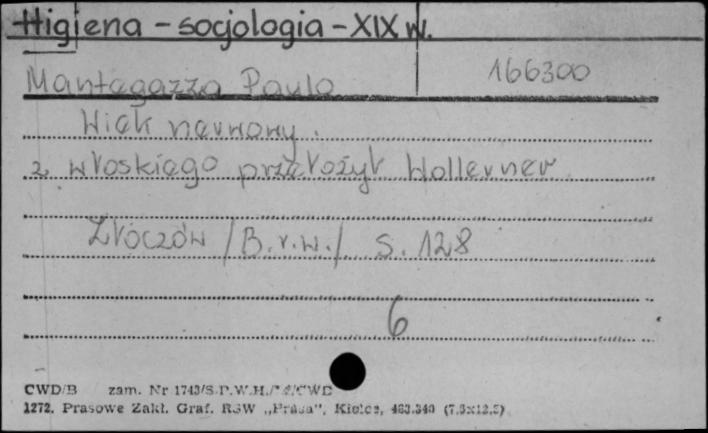 Higiena - socjologia - XIX w.
166300
Mantegazza Paulo
Wiek nerwowy.
z włoskiego przełożył Wollerner
Złoczów /B.r.w./ s. 128
6
CWD/B zam. Nr 1743/S.P.W.H./
1272. Prasowe Zakł. Graf. RSW „Prasa", Kielce, 463.340 (7.5x12.5)